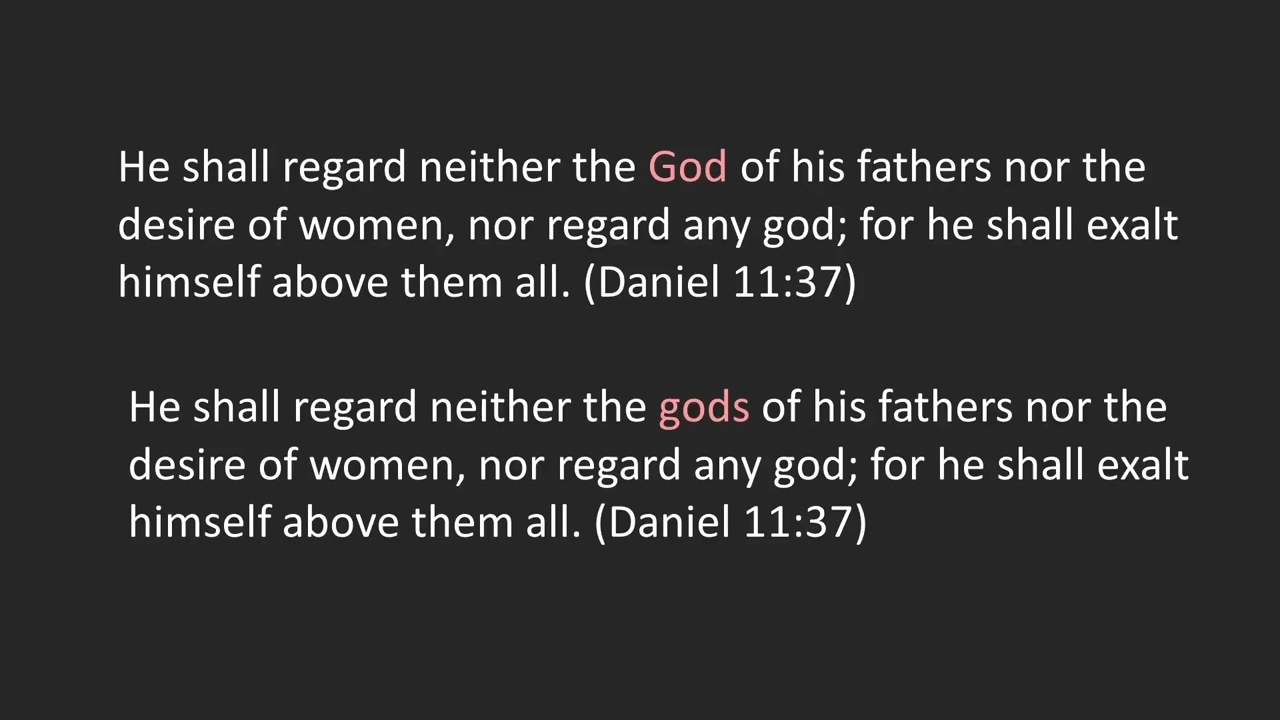 He shall regard neither the God of his fathers nor the
desire of women, nor regard any god; for he shall exalt
himself above them all. (Daniel 11:37)
He shall regard neither the gods of his fathers nor the
desire of women, nor regard any god; for he shall exalt
himself above them all. (Daniel 11:37)